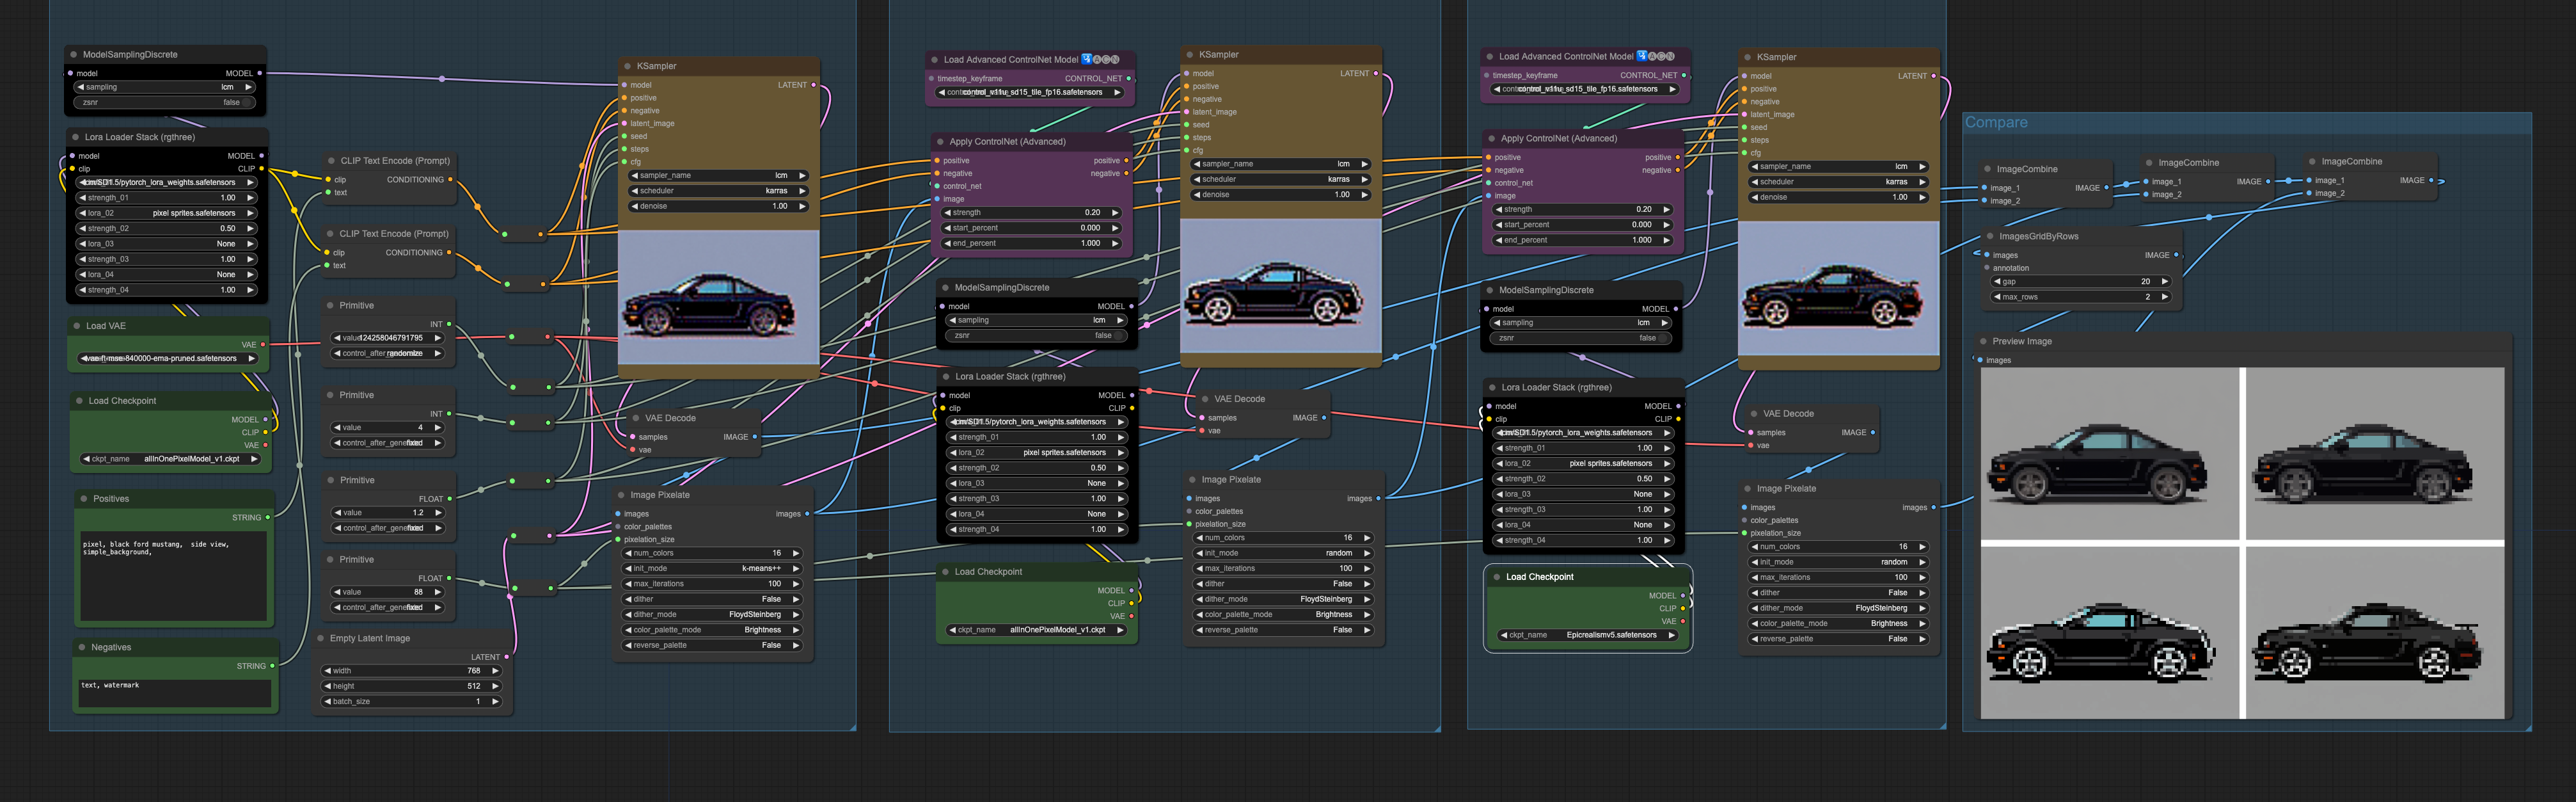 ModelSamplingDiscrete
model MODEL
sampling lcm
zsnr false
Lora Loader Stack (rgthree)
model MODEL
clip CLIP
lcm/SD1.5/pytorch_lora_weights.safetensors
strength_01 1.00
lora_02 pixel sprites.safetensors
strength_02 0.50
lora_03 None
strength_03 1.00
lora_04 None
strength_04 1.00
Load VAE
VAE
840000-ema-pruned.safetensors
Load Checkpoint
MODEL
CLIP
VAE
ckpt_name allInOnePixelModel_v1.ckpt
Positives
STRING
pixel, black ford mustang, side view,
simple_background,
Negatives
STRING
text, watermark
CLIP Text Encode (Prompt)
clip CONDITIONING
text
CLIP Text Encode (Prompt)
clip CONDITIONING
text
Primitive
INT
value 124258046791795
randomize
Primitive
INT
value 4
fixed
Primitive
FLOAT
value 1.2
fixed
Primitive
FLOAT
value 88
fixed
Empty Latent Image
LATENT
width 768
height 512
batch_size 1
KSampler
model LATENT
positive
negative
latent_image
seed
steps
cfg
sampler_name lcm
scheduler karras
denoise 1.00
VAE Decode
samples IMAGE
vae
Image Pixelate
images images
color_palettes
pixelation_size
num_colors 16
init_mode k-means++
max_iterations 100
dither False
dither_mode FloydSteinberg
color_palette_mode Brightness
reverse_palette False
Load Advanced ControlNet Model 🛂🅐🅒🅝
timestep_keyframe CONTROL_NET
control_v11u_sd15_tile_fp16.safetensors
Apply ControlNet (Advanced)
positive positive
negative negative
control_net
image
strength 0.20
start_percent 0.000
end_percent 1.000
ModelSamplingDiscrete
model MODEL
sampling lcm
zsnr false
Lora Loader Stack (rgthree)
model MODEL
clip CLIP
lcm/SD1.5/pytorch_lora_weights.safetensors
strength_01 1.00
lora_02 pixel sprites.safetensors
strength_02 0.50
lora_03 None
strength_03 1.00
lora_04 None
strength_04 1.00
Load Checkpoint
MODEL
CLIP
VAE
ckpt_name allInOnePixelModel_v1.ckpt
KSampler
model LATENT
positive
negative
latent_image
seed
steps
cfg
sampler_name lcm
scheduler karras
denoise 1.00
VAE Decode
samples IMAGE
vae
Image Pixelate
images images
color_palettes
pixelation_size
num_colors 16
init_mode random
max_iterations 100
dither False
dither_mode FloydSteinberg
color_palette_mode Brightness
reverse_palette False
Load Advanced ControlNet Model 🛂🅐🅒🅝
timestep_keyframe CONTROL_NET
control_v11u_sd15_tile_fp16.safetensors
Apply ControlNet (Advanced)
positive positive
negative negative
control_net
image
strength 0.20
start_percent 0.000
end_percent 1.000
ModelSamplingDiscrete
model MODEL
sampling lcm
zsnr false
Lora Loader Stack (rgthree)
model MODEL
clip CLIP
lcm/SD1.5/pytorch_lora_weights.safetensors
strength_01 1.00
lora_02 pixel sprites.safetensors
strength_02 0.50
lora_03 None
strength_03 1.00
lora_04 None
strength_04 1.00
Load Checkpoint
MODEL
CLIP
VAE
ckpt_name Epicrealismv5.safetensors
KSampler
model LATENT
positive
negative
latent_image
seed
steps
cfg
sampler_name lcm
scheduler karras
denoise 1.00
VAE Decode
samples IMAGE
vae
Image Pixelate
images images
color_palettes
pixelation_size
num_colors 16
init_mode random
max_iterations 100
dither False
dither_mode FloydSteinberg
color_palette_mode Brightness
reverse_palette False
Compare
ImageCombine
image_1 IMAGE
image_2
ImageCombine
image_1 IMAGE
image_2
ImageCombine
image_1 IMAGE
image_2
ImagesGridByRows
images IMAGE
annotation
gap 20
max_rows 2
Preview Image
images